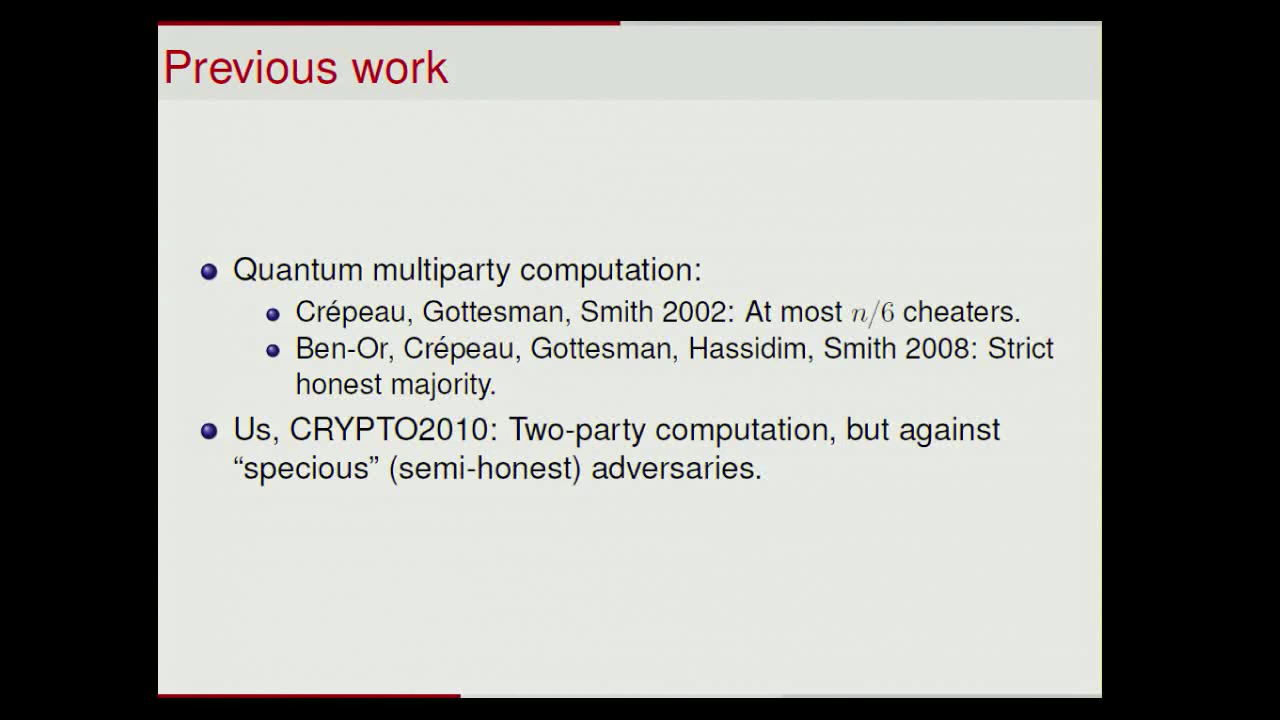 Previous work
Quantum multiparty computation:
Crépeau, Gottesman, Smith 2002: At most n/6 cheaters.
Ben-Or, Crépeau, Gottesman, Hassidim, Smith 2008: Strict
honest majority.
Us, CRYPTO2010: Two-party computation, but against
“specious” (semi-honest) adversaries.